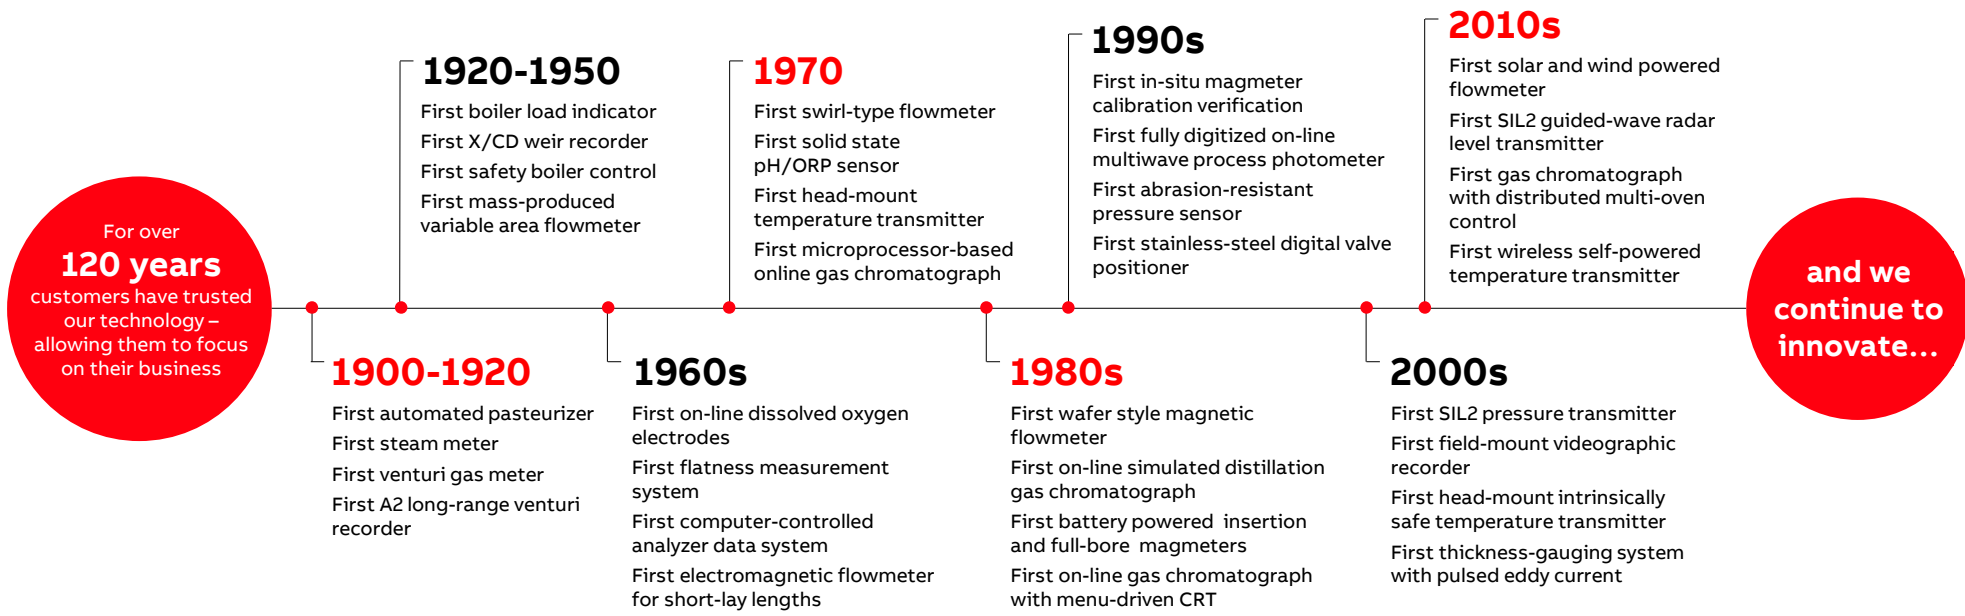 For over
120 years
customers have trusted
our technology –
allowing them to focus
on their business
1900-1920
First automated pasteurizer
First steam meter
First venturi gas meter
First A2 long-range venturi
recorder
1920-1950
First boiler load indicator
First X/CD weir recorder
First safety boiler control
First mass-produced
variable area flowmeter
1960s
First on-line dissolved oxygen
electrodes
First flatness measurement
system
First computer-controlled
analyzer data system
First electromagnetic flowmeter
for short-lay lengths
1970
First swirl-type flowmeter
First solid state
pH/ORP sensor
First head-mount
temperature transmitter
First microprocessor-based
online gas chromatograph
1980s
First wafer style magnetic
flowmeter
First on-line simulated distillation
gas chromatograph
First battery powered insertion
and full-bore magmeters
First on-line gas chromatograph
with menu-driven CRT
1990s
First in-situ magmeter
calibration verification
First fully digitized on-line
multiwave process photometer
First abrasion-resistant
pressure sensor
First stainless-steel digital valve
positioner
2000s
First SIL2 pressure transmitter
First field-mount videographic
recorder
First head-mount intrinsically
safe temperature transmitter
First thickness-gauging system
with pulsed eddy current
2010s
First solar and wind powered
flowmeter
First SIL2 guided-wave radar
level transmitter
First gas chromatograph
with distributed multi-oven
control
First wireless self-powered
temperature transmitter
and we
continue to
innovate...